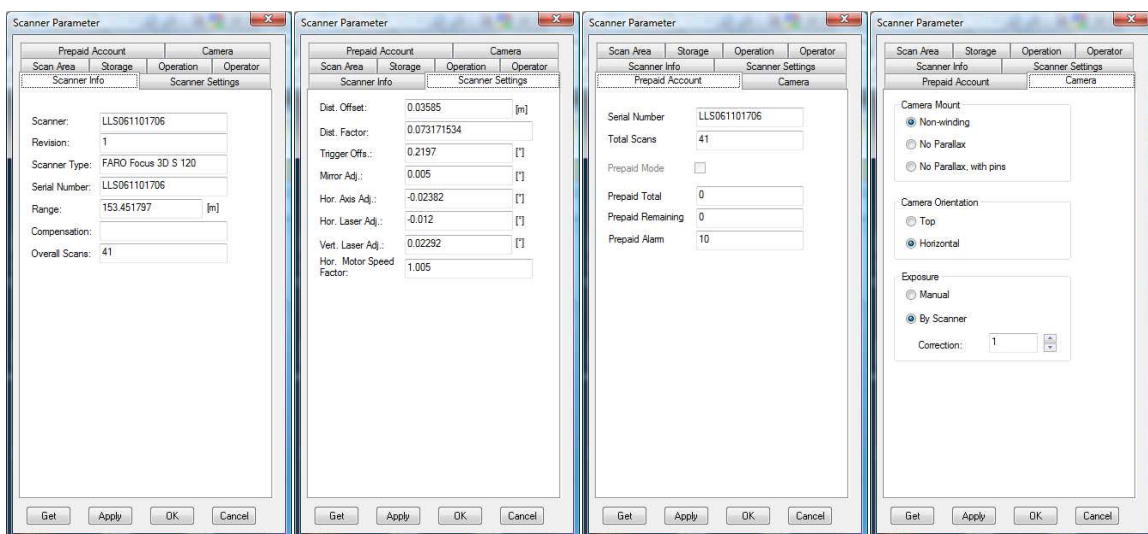 Scanner Parameter
Prepaid Account Camera
Scan Area Storage Operation Operator
Scanner Info Scanner Settings
Scanner: LLS061101706
Revision: 1
Scanner Type: FARO Focus 3D S 120
Serial Number: LLS061101706
Range: 153.451797 [m]
Compensation:
Overall Scans: 41
Get Apply OK Cancel
Scanner Parameter
Prepaid Account Camera
Scan Area Storage Operation Operator
Scanner Info Scanner Settings
Dist. Offset: 0.03585 [m]
Dist. Factor: 0.073171534
Trigger Offs.: 0.2197 [°]
Mirror Adj.: 0.005 [°]
Hor. Axis Adj.: -0.02382 [°]
Hor. Laser Adj.: -0.012 [°]
Vert. Laser Adj.: 0.02292 [°]
Hor. Motor Speed
Factor: 1.005
Get Apply OK Cancel
Scanner Parameter
Scan Area Storage Operation Operator
Scanner Info Scanner Settings
Prepaid Account Camera
Serial Number LLS061101706
Total Scans 41
Prepaid Mode
Prepaid Total 0
Prepaid Remaining 0
Prepaid Alarm 10
Get Apply OK Cancel
Scanner Parameter
Scan Area Storage Operation Operator
Scanner Info Scanner Settings
Prepaid Account Camera
Camera Mount
Non-winding
No Parallax
No Parallax, with pins
Camera Orientation
Top
Horizontal
Exposure
Manual
By Scanner
Correction: 1
Get Apply OK Cancel